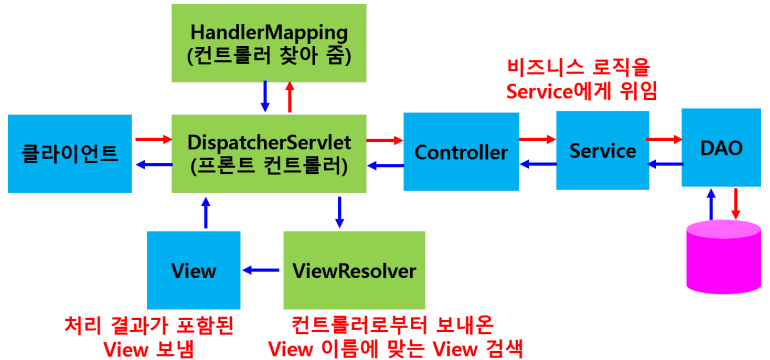 HandlerMapping
(컨트롤러 찾아 줌)
비즈니스 로직을
Service에게 위임
클라이언트
DispatcherServlet
(프론트 컨트롤러)
Controller
Service
DAO
View
ViewResolver
처리 결과가 포함된
View 보냄
컨트롤러로부터 보내온
View 이름에 맞는 View 검색